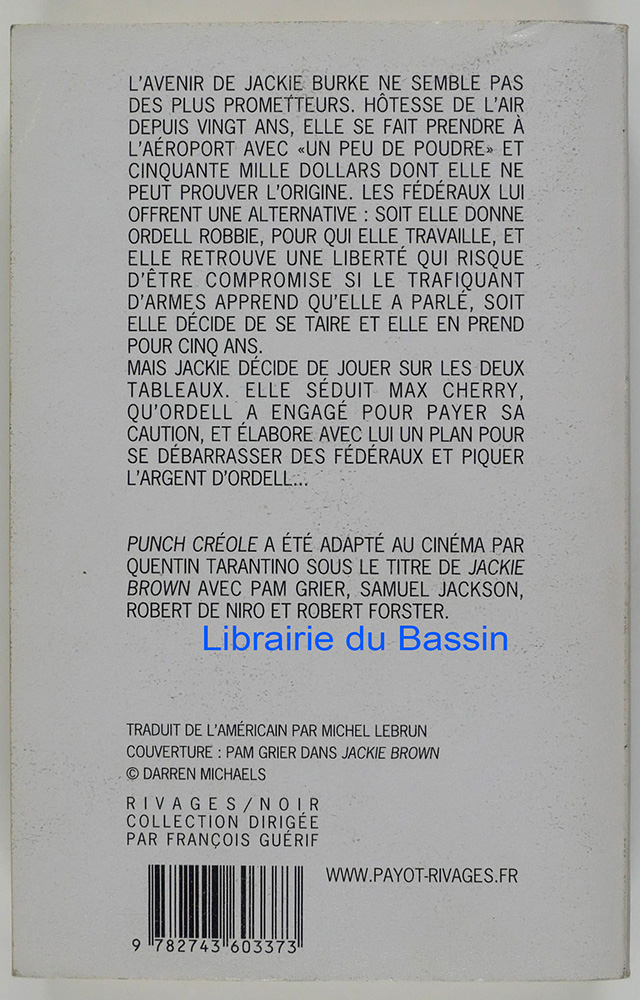 L'AVENIR DE JACKIE BURKE NE SEMBLE PAS
DES PLUS PROMETTEURS. HÔTESSE DE L'AIR
DEPUIS VINGT ANS, ELLE SE FAIT PRENDRE À
L'AÉROPORT AVEC «UN PEU DE POUDRE» ET
CINQUANTE MILLE DOLLARS DONT ELLE NE
PEUT PROUVER L'ORIGINE. LES FÉDÉRAUX LUI
OFFRENT UNE ALTERNATIVE : SOIT ELLE DONNE
ORDELL ROBBIE, POUR QUI ELLE TRAVAILLE, ET
ELLE RETROUVE UNE LIBERTÉ QUI RISQUE
D'ÊTRE COMPROMISE SI LE TRAFIQUANT
D'ARMES APPREND QU'ELLE A PARLÉ, SOIT
ELLE DÉCIDE DE SE TAIRE ET ELLE EN PREND
POUR CINQ ANS.
MAIS JACKIE DÉCIDE DE JOUER SUR LES DEUX
TABLEAUX. ELLE SÉDUIT MAX CHERRY,
QU'ORDELL A ENGAGÉ POUR PAYER SA
CAUTION, ET ÉLABORE AVEC LUI UN PLAN POUR
SE DÉBARRASSER DES FÉDÉRAUX ET PIQUER
L'ARGENT D'ORDELL...
PUNCH CRÉOLE A ÉTÉ ADAPTÉ AU CINÉMA PAR
QUENTIN TARANTINO SOUS LE TITRE DE JACKIE
BROWN AVEC PAM GRIER, SAMUEL JACKSON,
ROBERT DE NIRO ET ROBERT FORSTER.
Librairie du Bassin
TRADUIT DE L'AMÉRICAIN PAR MICHEL LEBRUN
COUVERTURE : PAM GRIER DANS JACKIE BROWN
© DARREN MICHAELS
RIVAGES/NOIR
COLLECTION DIRIGÉE
PAR FRANÇOIS GUÉRIF
WWW.PAYOT-RIVAGES.FR
9 782743 603373